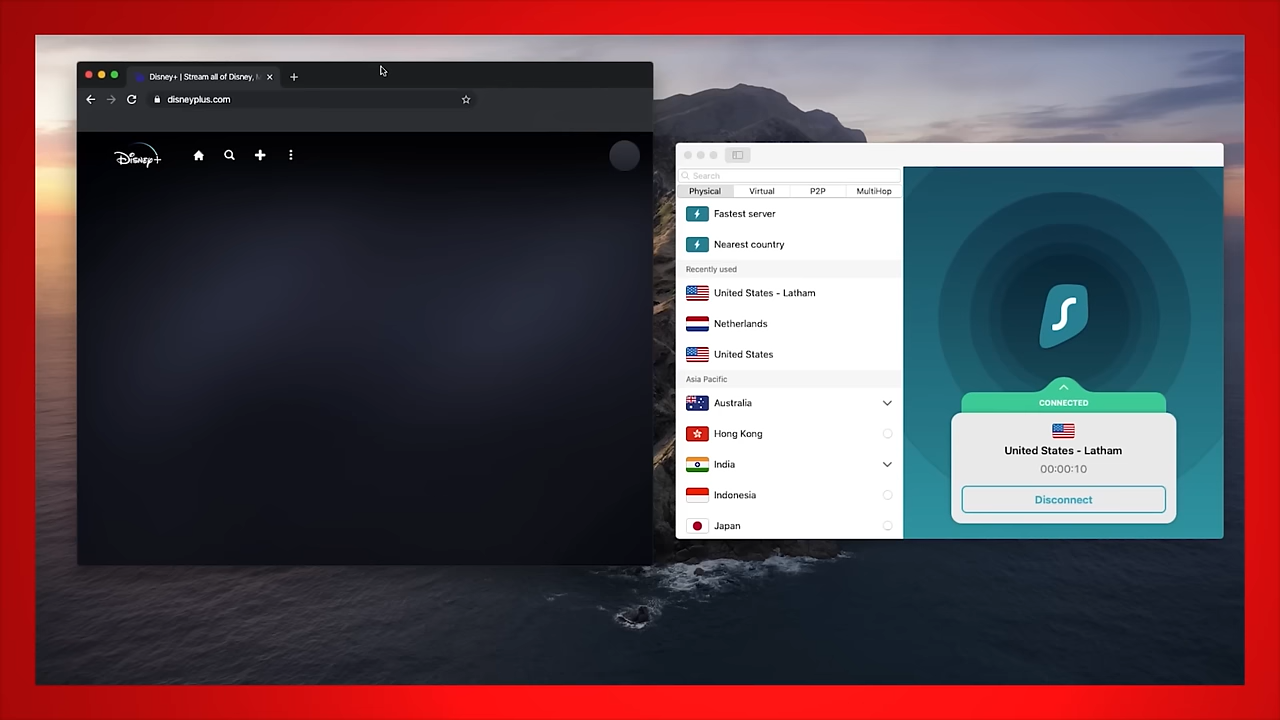 Disney+ | Stream all of Disney,
disneyplus.com
Disney+
Search
Physical
Virtual
P2P
MultiHop
Fastest server
Nearest country
Recently used
United States - Latham
Netherlands
United States
Asia Pacific
Australia
Hong Kong
India
Indonesia
Japan
CONNECTED
United States - Latham
00:00:10
Disconnect